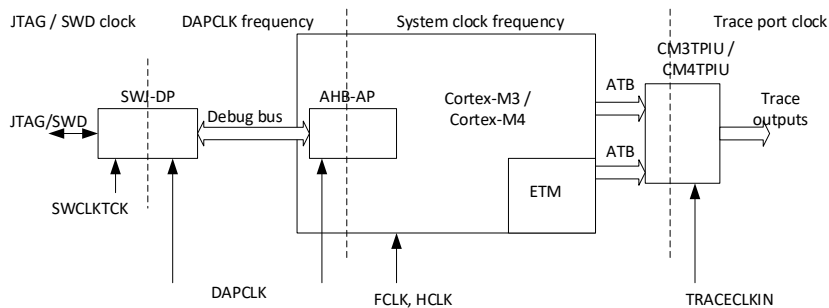 JTAG / SWD clock
DAPCLK frequency
System clock frequency
Trace port clock
CM3TPIU /
CM4TPIU
SWJ-DP
AHB-AP
Cortex-M3 /
Cortex-M4
ATB
Trace
outputs
JTAG/SWD
Debug bus
ATB
ETM
SWCLKTCK
DAPCLK
FCLK, HCLK
TRACECLKIN